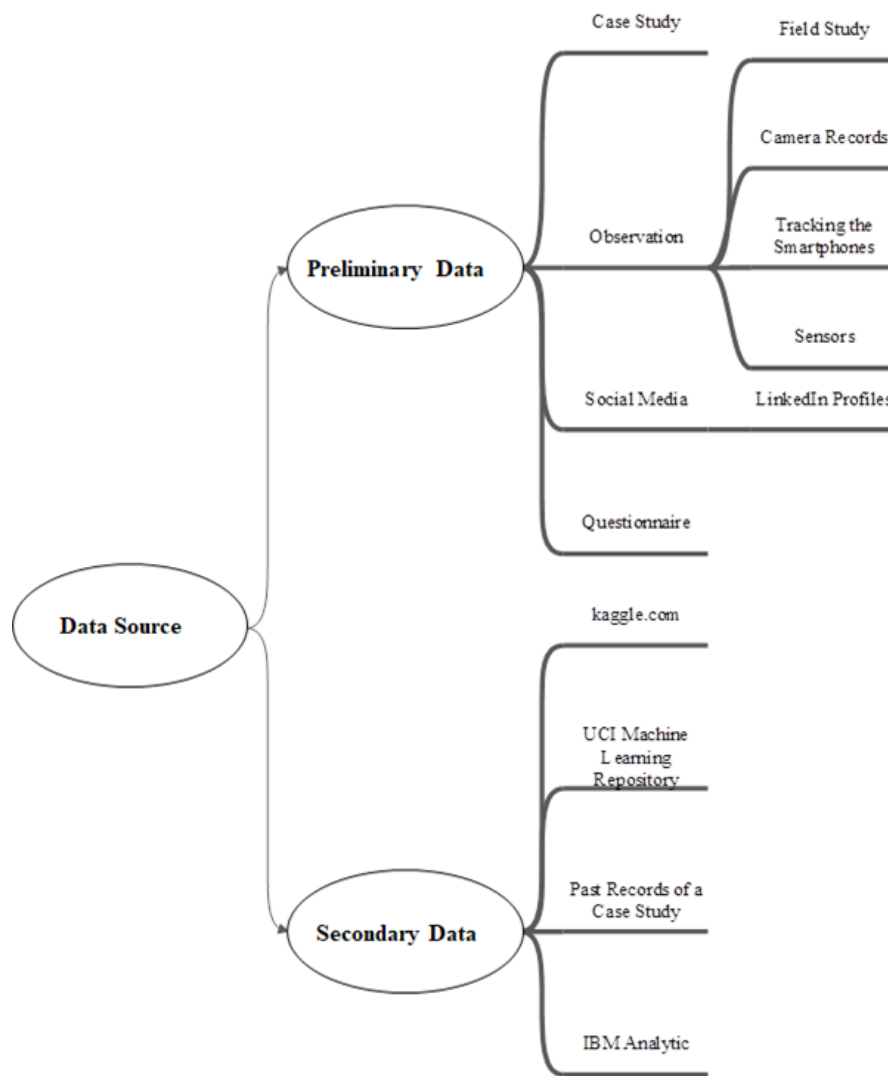 Case Study
Field Study
Camera Records
Observation
Tracking the
Smartphones
Preliminary Data
Sensors
Social Media
LinkedIn Profiles
Questionnaire
Data Source
kaggle.com
UCI Machine
Learning
Repository
Past Records of a
Case Study
Secondary Data
IBM Analytic